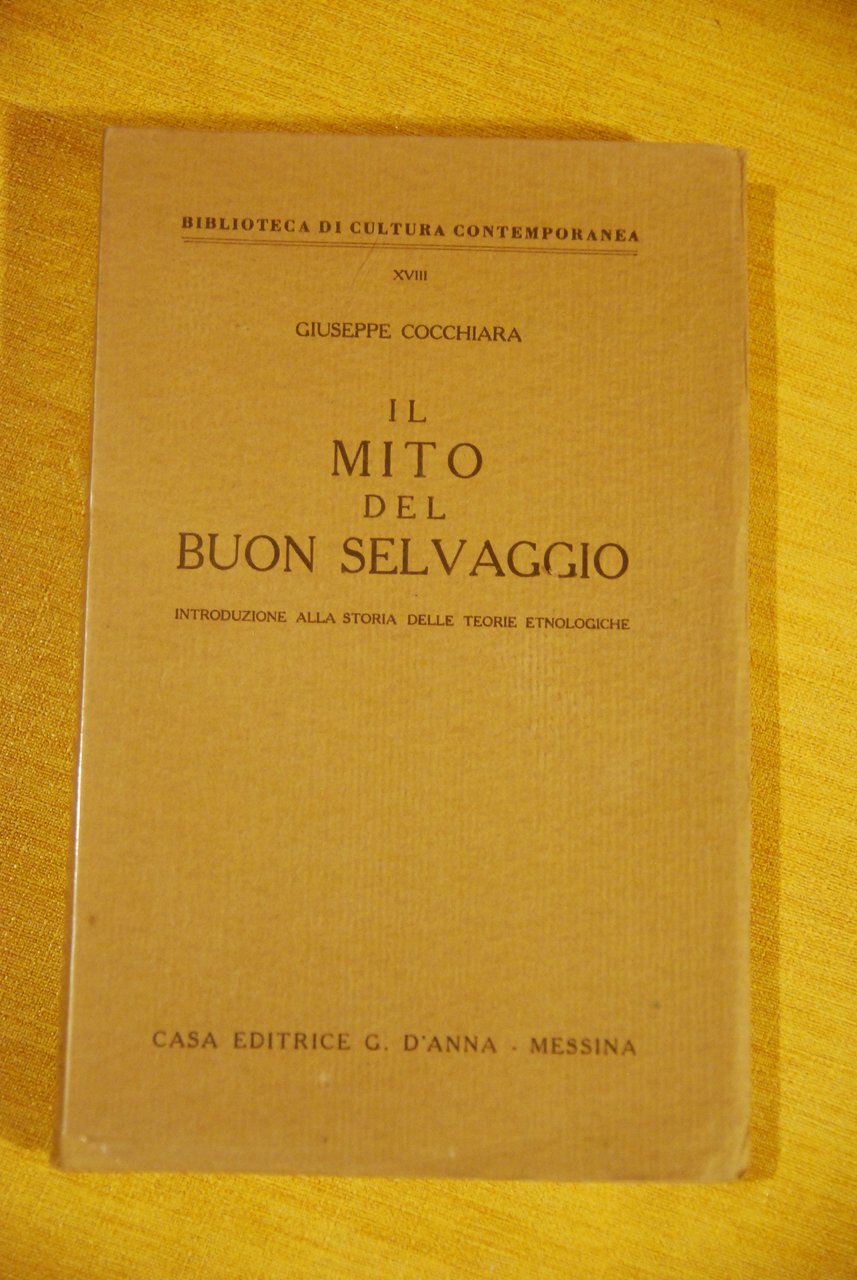 BIBLIOTECA DI CULTURA CONTEMPORANEA
XVIII
GIUSEPPE COCCHIARA
IL
MITO
DEL
BUON SELVAGGIO
INTRODUZIONE ALLA STORIA DELLE TEORIE ETNOLOGICHE
CASA EDITRICE G. D'ANNA - MESSINA